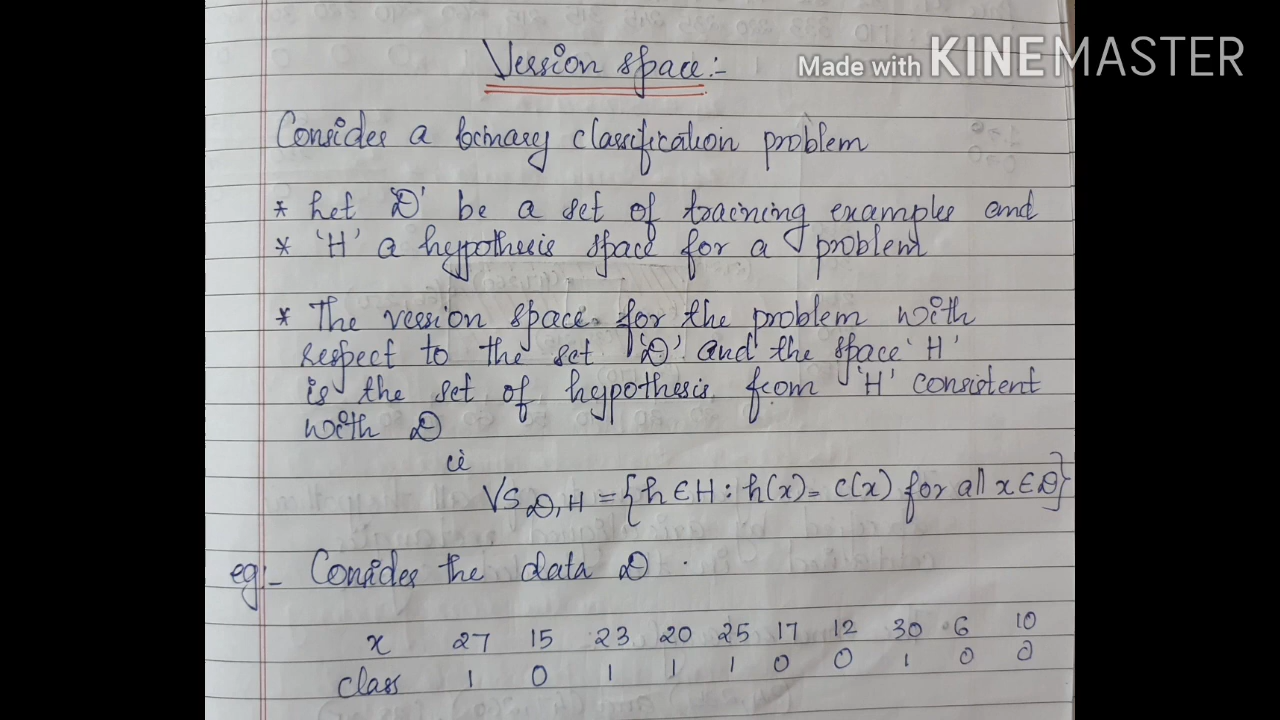 Version space:-
Made with KINEMASTER
Consider a binary classification problem
* Let 'D' be a set of training examples and
* 'H' a hypothesis space for a problem
* The version space for the problem with
respect to the set 'D' and the space 'H'
is the set of hypothesis from 'H' consistent
with D
ie
VS D,H = {h∈H : h(x) = c(x) for all x∈D}
eg:- Consider the data D
x 27 15 23 20 25 17 12 30 6 10
class 1 0 1 1 1 0 0 1 0 0